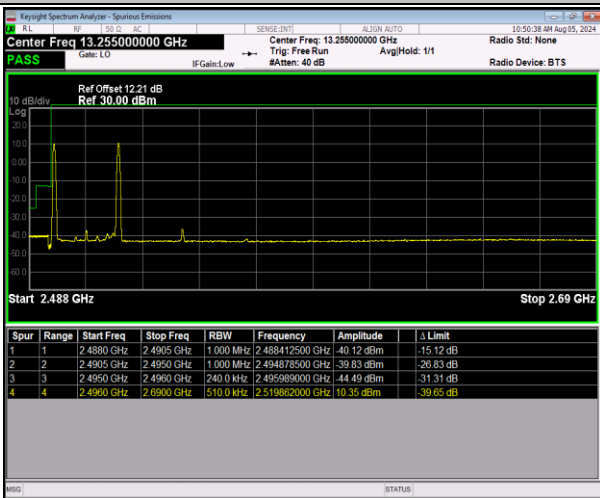 Keysight Spectrum Analyzer - Spurious Emissions
RL RF 50 Ω AC SENSE:INT ALIGN AUTO 10:50:38 AM Aug 05, 2024
Center Freq 13.255000000 GHz Center Freq: 13.255000000 GHz Radio Std: None
PASS Gate: LO Trig: Free Run Avg|Hold: 1/1
IFGain:Low #Atten: 40 dB Radio Device: BTS
Ref Offset 12.21 dB
10 dB/div Ref 30.00 dBm
Log
20.0
10.0
0.00
-10.0
-20.0
-30.0
-40.0
-50.0
-60.0
Start 2.488 GHz Stop 2.69 GHz
Spur Range Start Freq Stop Freq RBW Frequency Amplitude Δ Limit
1 1 2.4880 GHz 2.4905 GHz 1.000 MHz 2.488412500 GHz -40.12 dBm -15.12 dB
2 2 2.4905 GHz 2.4950 GHz 1.000 MHz 2.494878500 GHz -39.83 dBm -26.83 dB
3 3 2.4950 GHz 2.4960 GHz 240.0 kHz 2.495989000 GHz -44.49 dBm -31.31 dB
4 4 2.4960 GHz 2.6900 GHz 510.0 kHz 2.519862000 GHz 10.35 dBm -39.65 dB
MSG STATUS